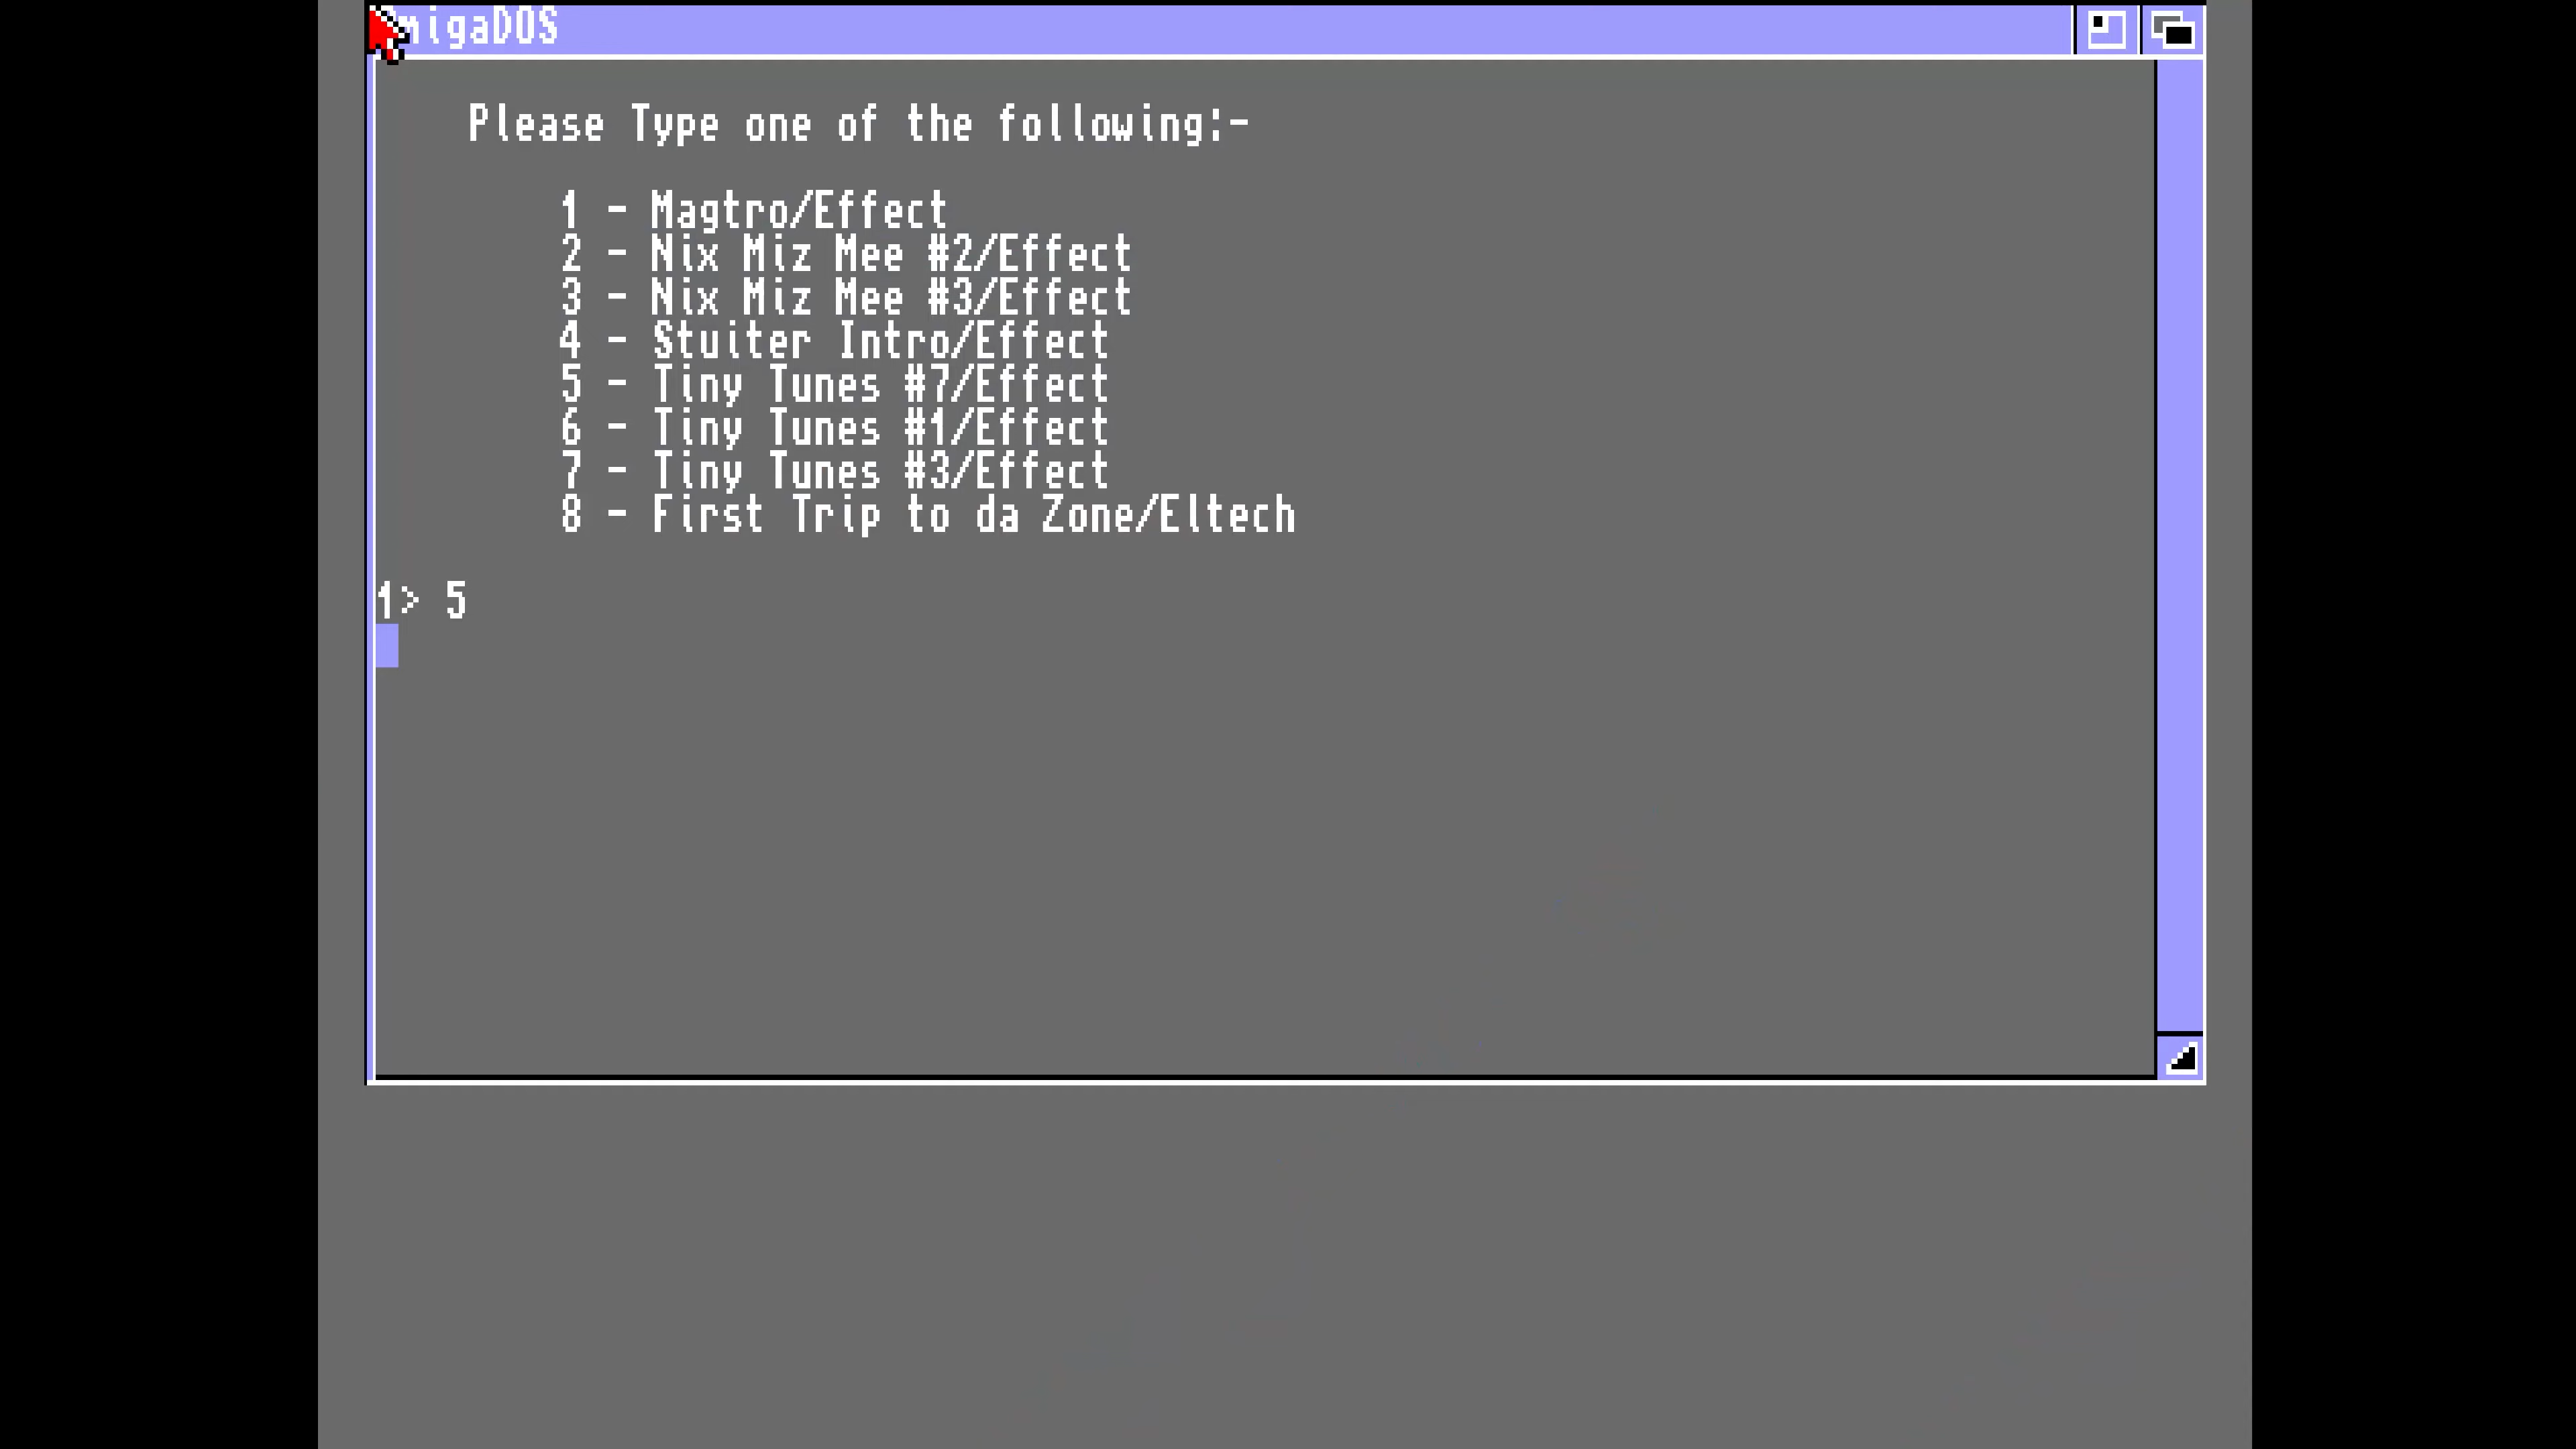 AmigaDOS
Please Type one of the following:-
1 - Magtro/Effect
2 - Nix Miz Mee #2/Effect
3 - Nix Miz Mee #3/Effect
4 - Stuiter Intro/Effect
5 - Tiny Tunes #7/Effect
6 - Tiny Tunes #1/Effect
7 - Tiny Tunes #3/Effect
8 - First Trip to da Zone/Eltech
1> 5